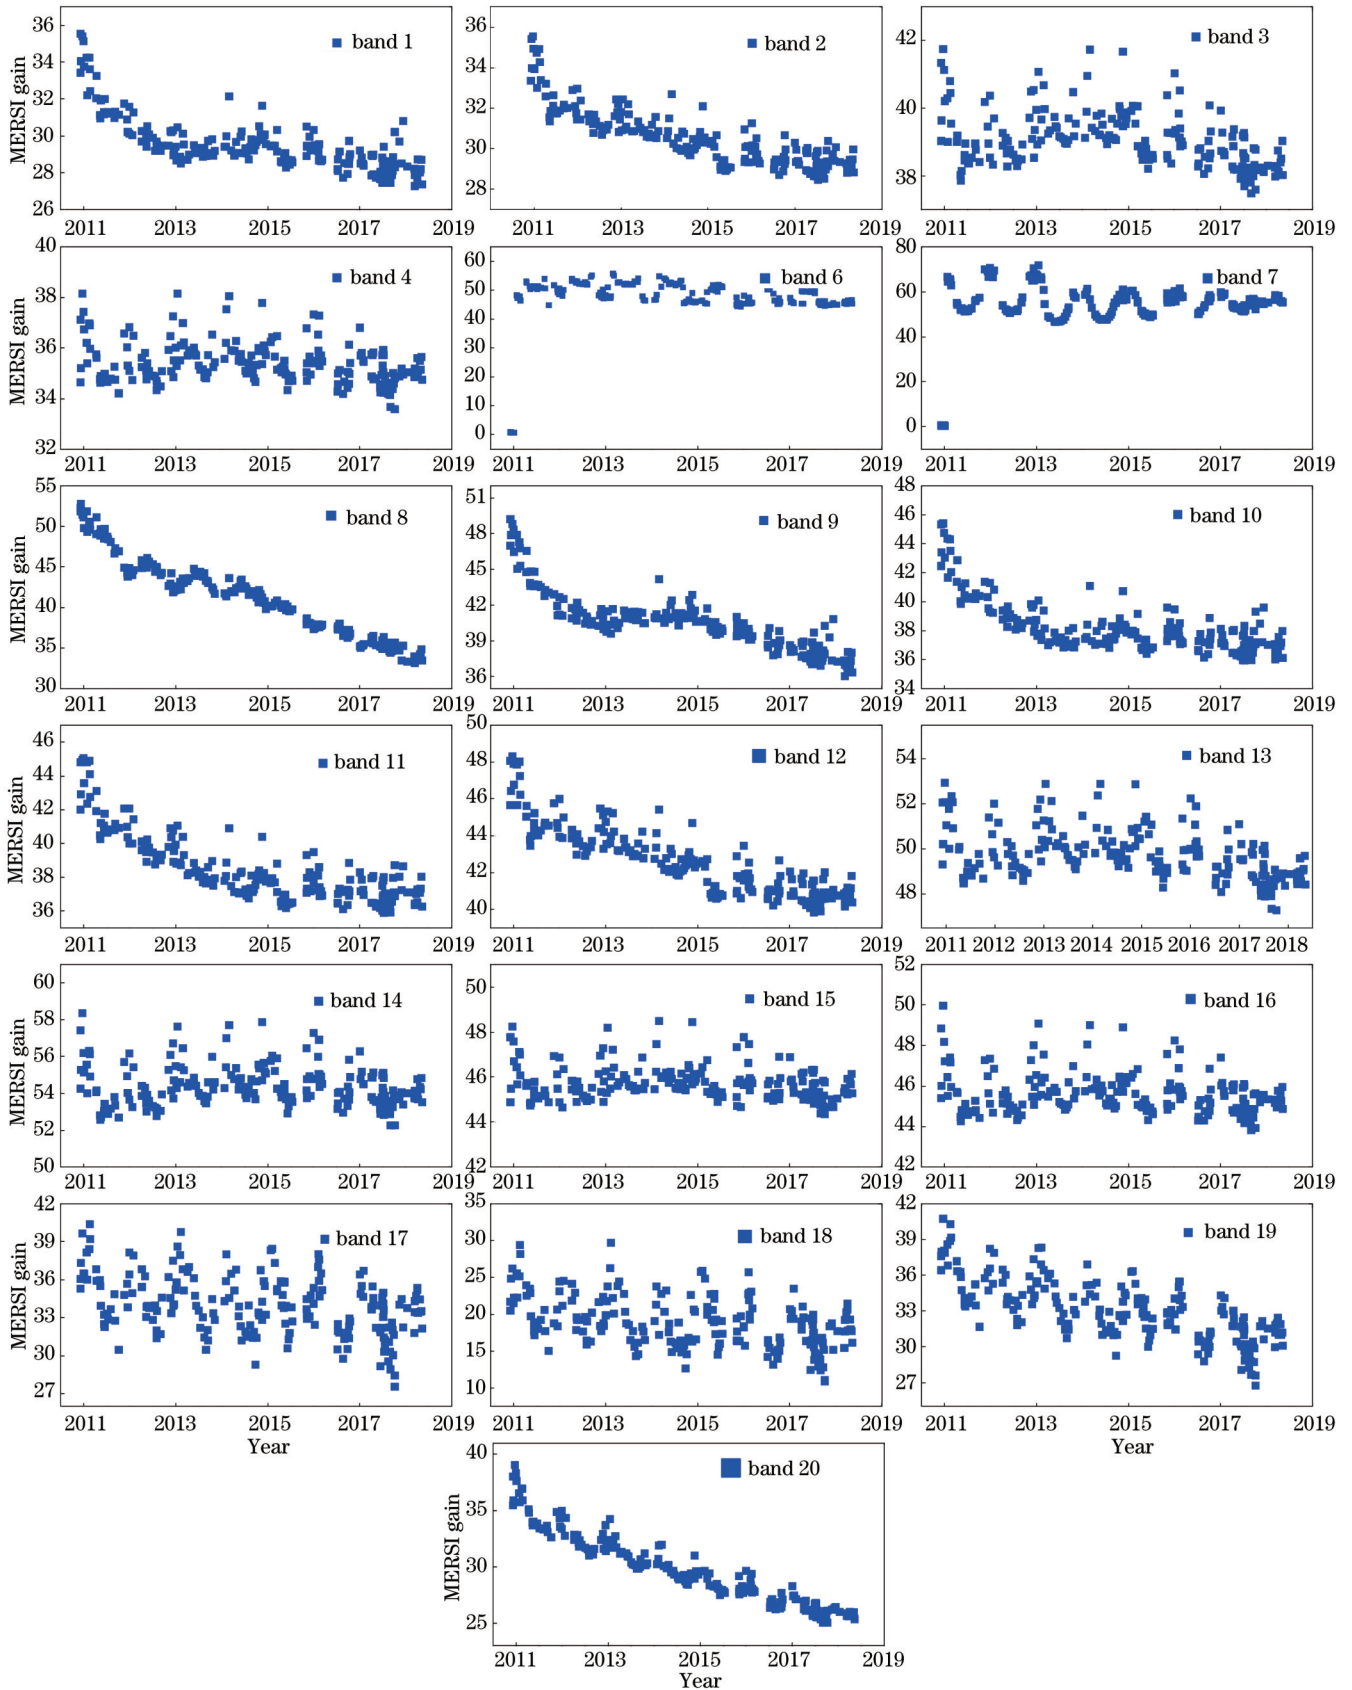 36 34 32 30 28 26
MERSI gain
band 1
2011 2013 2015 2017 2019
36 34 32 30 28
band 2
2011 2013 2015 2017 2019
42 40 38
band 3
2011 2013 2015 2017 2019
40 38 36 34 32
MERSI gain
band 4
2011 2013 2015 2017 2019
60 50 40 30 20 10 0
band 6
2011 2013 2015 2017 2019
80 60 40 20 0
band 7
2011 2013 2015 2017 2019
55 50 45 40 35 30
MERSI gain
band 8
2011 2013 2015 2017 2019
51 48 45 42 39 36
band 9
2011 2013 2015 2017 2019
48 46 44 42 40 38 36 34
band 10
2011 2013 2015 2017 2019
46 44 42 40 38 36
MERSI gain
band 11
2011 2013 2015 2017 2019
50 48 46 44 42 40
band 12
2011 2013 2015 2017 2019
54 52 50 48
band 13
2011 2012 2013 2014 2015 2016 2017 2018
60 58 56 54 52 50
MERSI gain
band 14
2011 2013 2015 2017 2019
50 48 46 44 42
band 15
2011 2013 2015 2017 2019
52 50 48 46 44 42
band 16
2011 2013 2015 2017 2019
42 39 36 33 30 27
MERSI gain
band 17
2011 2013 2015 2017 2019
Year
35 30 25 20 15 10
band 18
2011 2013 2015 2017 2019
42 39 36 33 30 27
band 19
2011 2013 2015 2017 2019
Year
40 35 30 25
MERSI gain
band 20
2011 2013 2015 2017 2019
Year